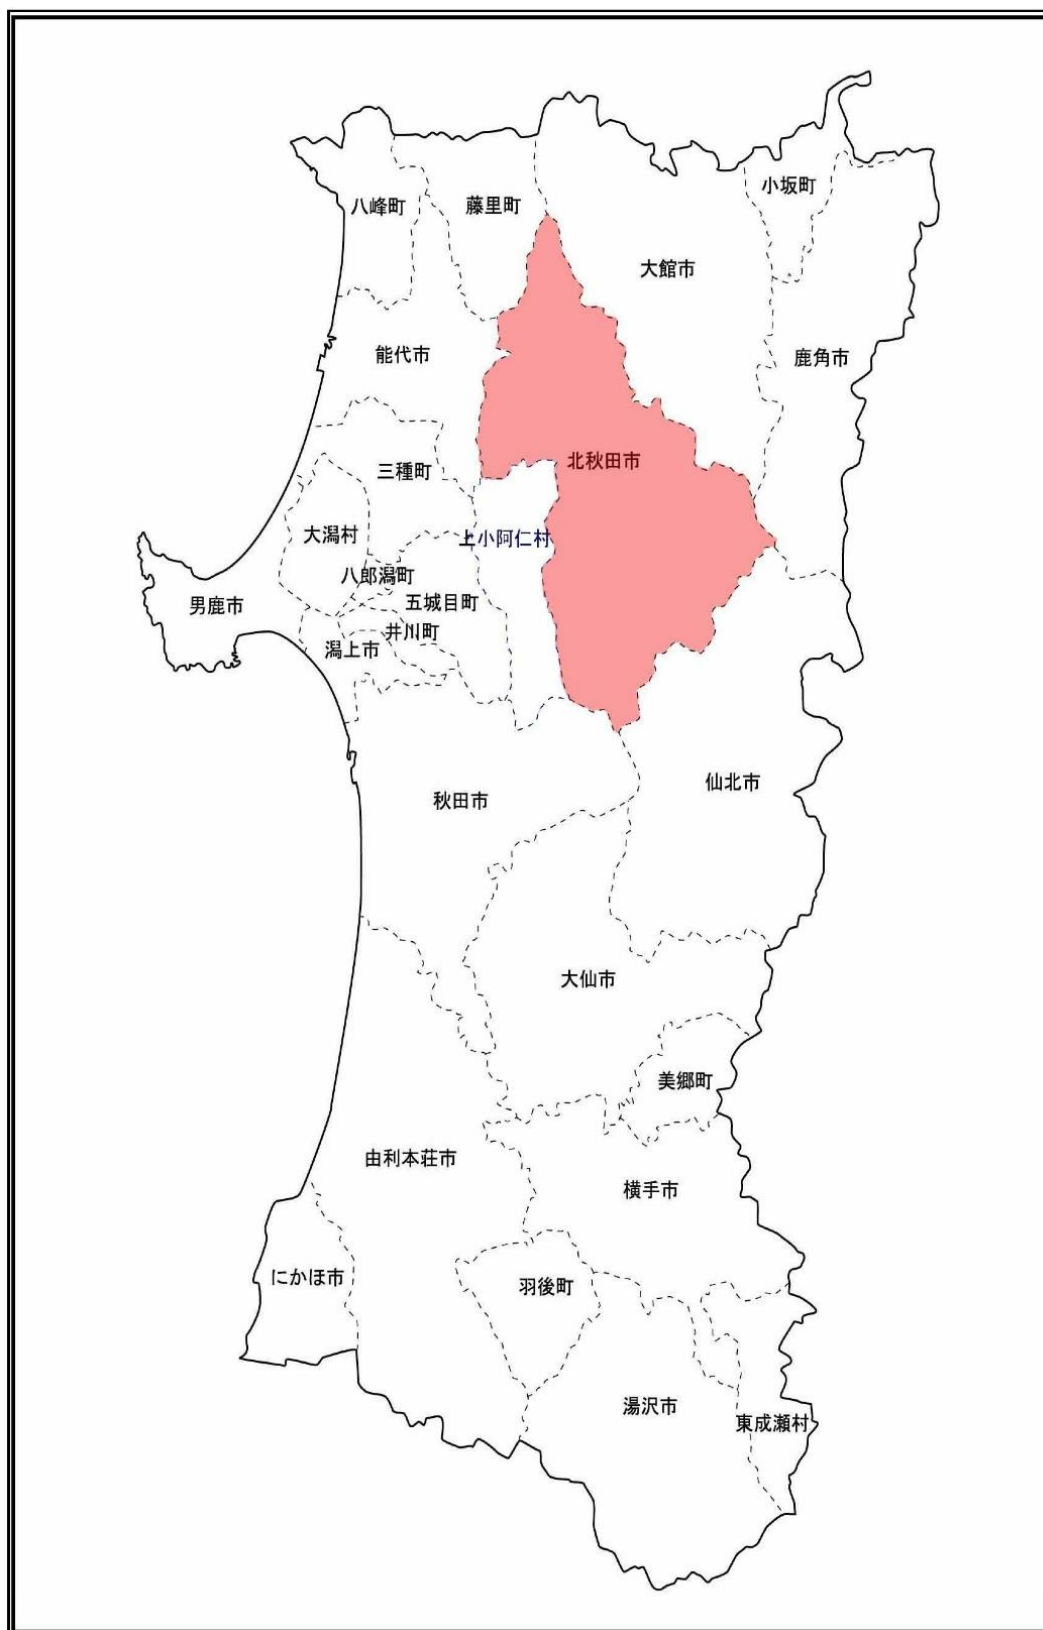 八峰町
藤里町
小坂町
大館市
能代市
鹿角市
北秋田市
三種町
大潟村
上小阿仁村
八郎潟町
五城目町
男鹿市
井川町
潟上市
仙北市
秋田市
大仙市
美郷町
由利本荘市
横手市
にかほ市
羽後町
湯沢市
東成瀬村